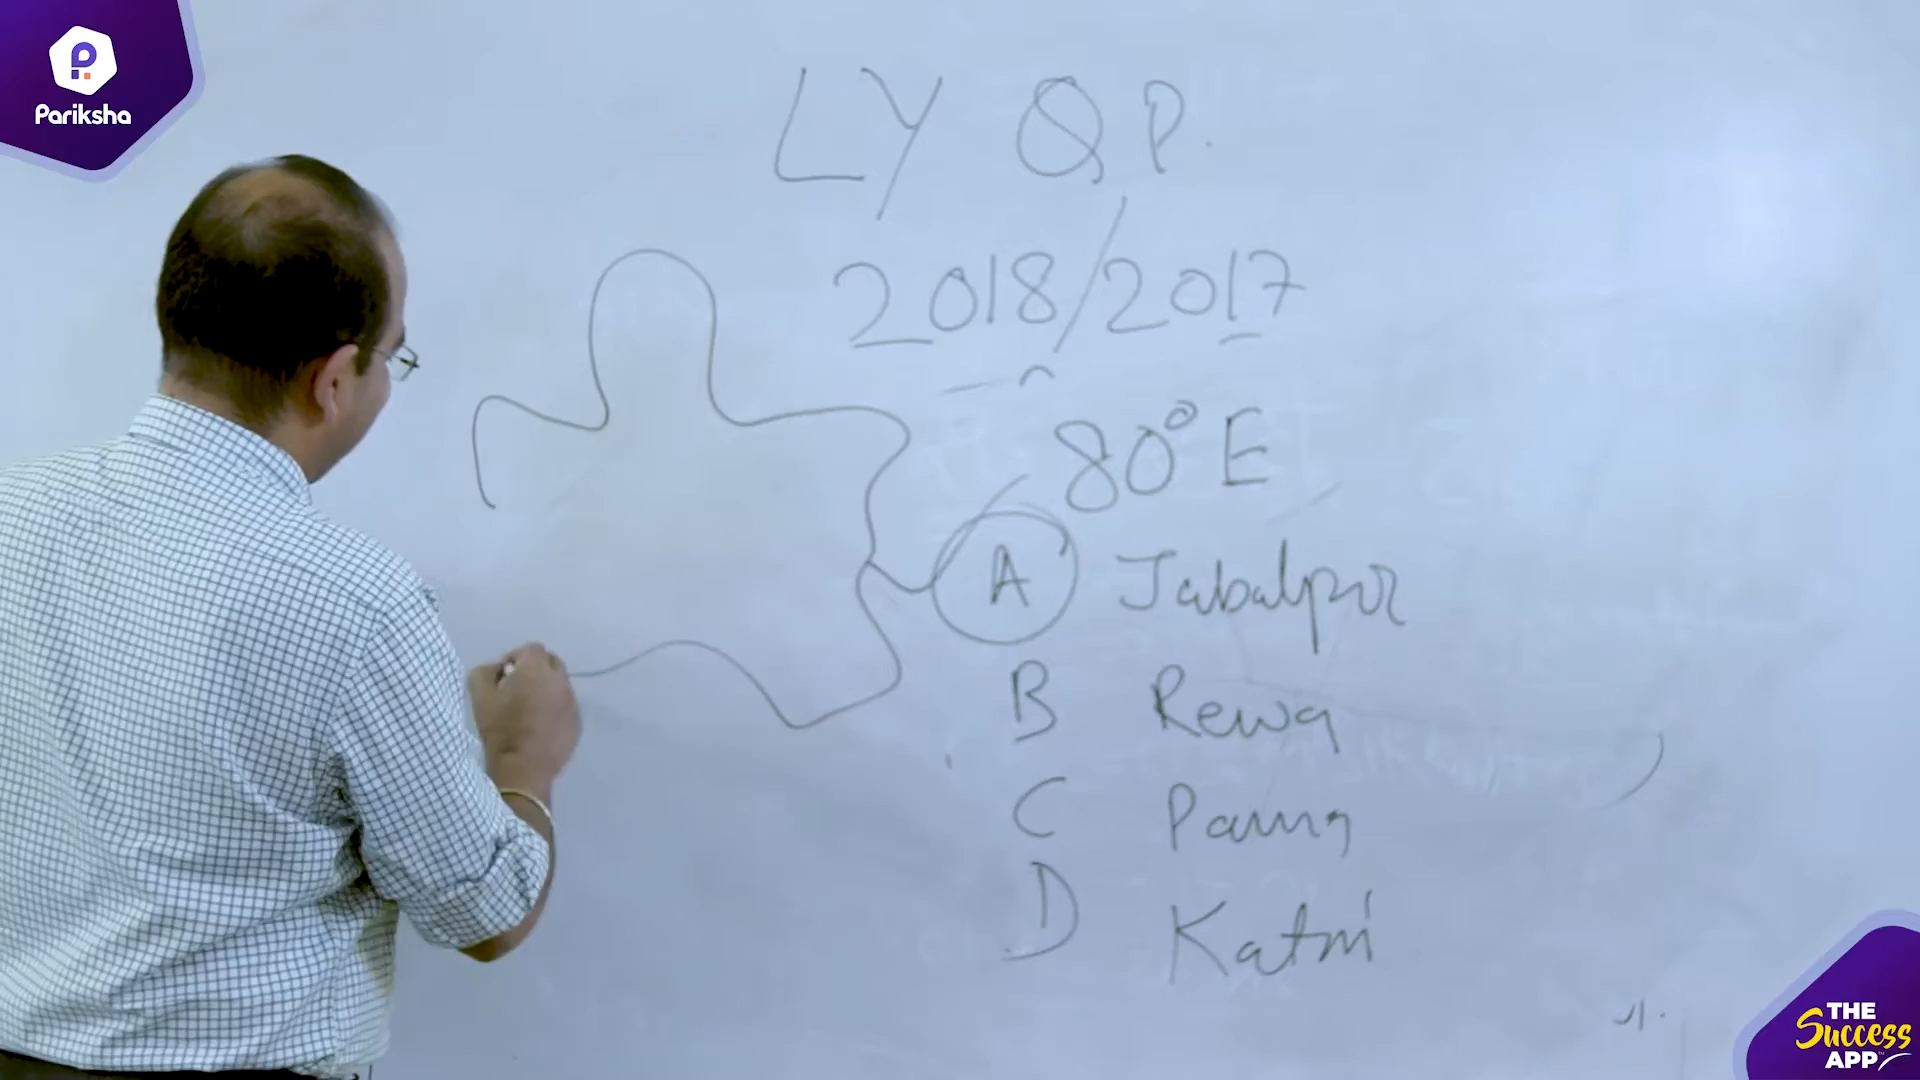 Pariksha
LY QP.
2018/2017
80° E
A Jabalpur
B Rewa
C Panna
D Katni
THE
Success
APP